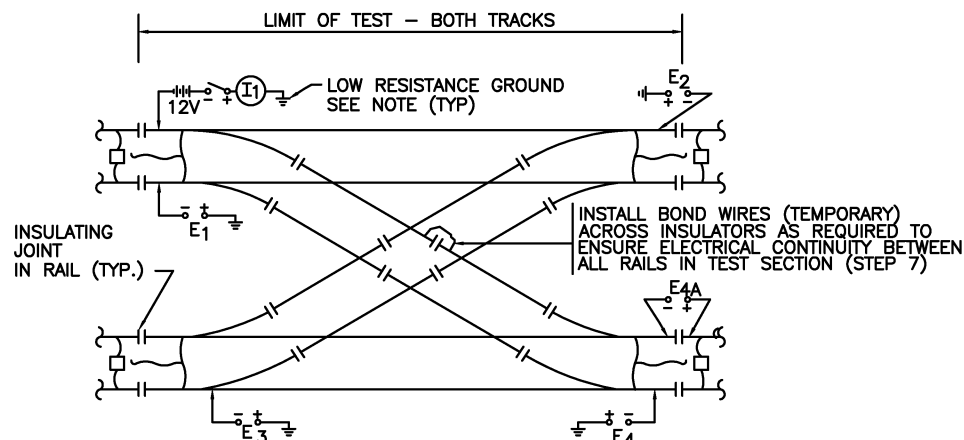 LIMIT OF TEST – BOTH TRACKS
12V
– +
I1
LOW RESISTANCE GROUND
SEE NOTE (TYP)
E2
+ –
– +
E1
INSULATING
JOINT
IN RAIL (TYP.)
INSTALL BOND WIRES (TEMPORARY)
ACROSS INSULATORS AS REQUIRED TO
ENSURE ELECTRICAL CONTINUITY BETWEEN
ALL RAILS IN TEST SECTION (STEP 7)
E4A
– +
– +
E3
+ –
E4